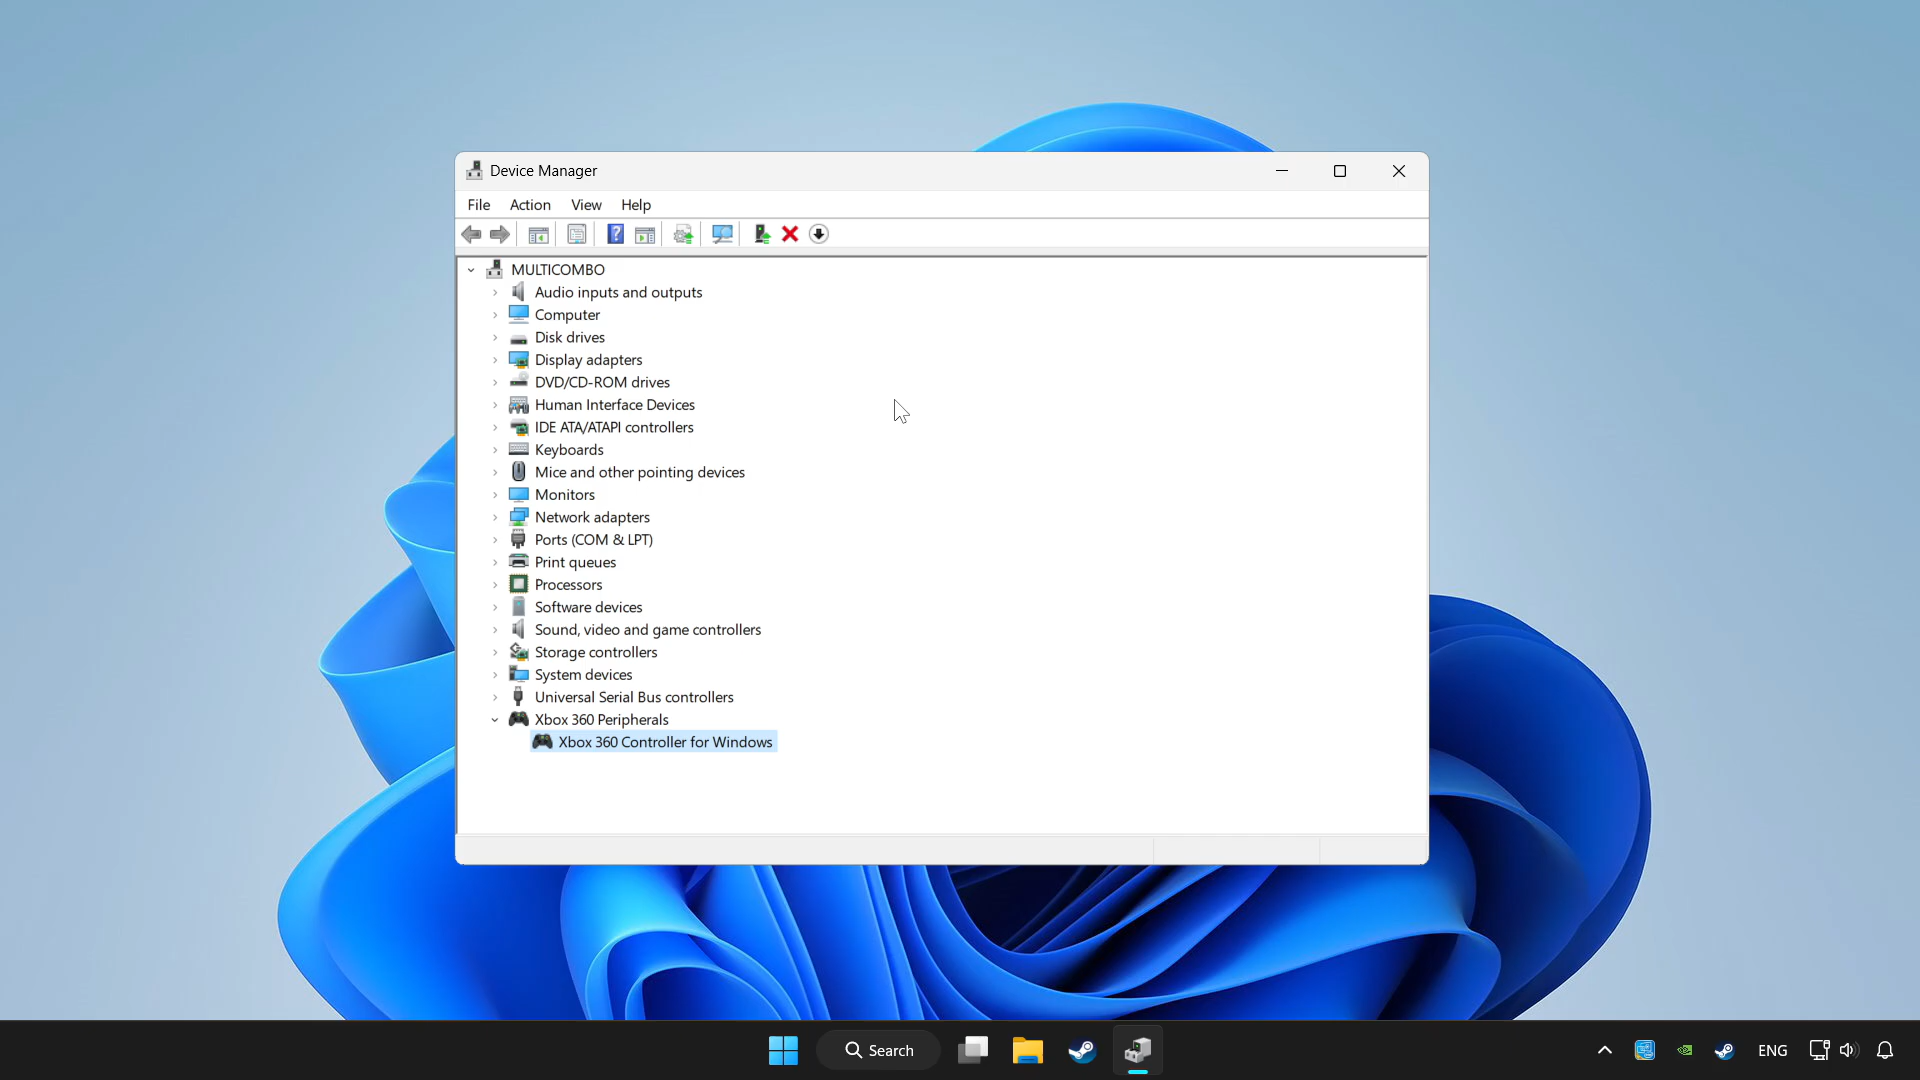 Device Manager
File Action View Help
MULTICOMBO
Audio inputs and outputs
Computer
Disk drives
Display adapters
DVD/CD-ROM drives
Human Interface Devices
IDE ATA/ATAPI controllers
Keyboards
Mice and other pointing devices
Monitors
Network adapters
Ports (COM & LPT)
Print queues
Processors
Software devices
Sound, video and game controllers
Storage controllers
System devices
Universal Serial Bus controllers
Xbox 360 Peripherals
Xbox 360 Controller for Windows
Search ENG